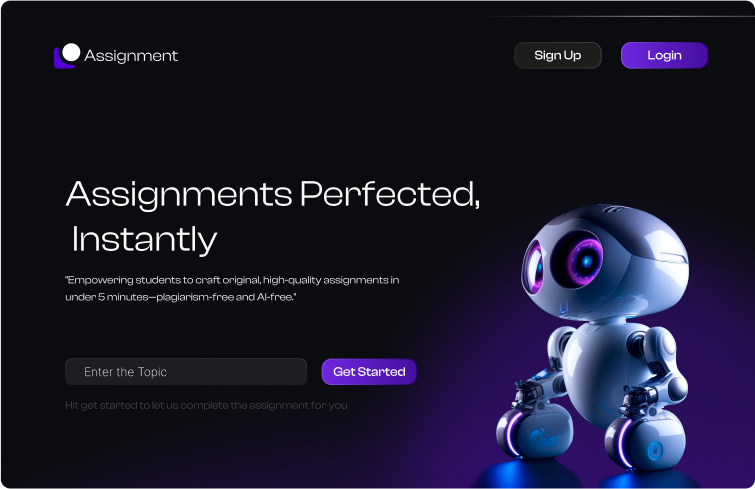 Assignment
Sign Up
Login
Assignments Perfected,
Instantly
"Empowering students to craft original, high-quality assignments in
under 5 minutes—plagiarism-free and AI-free."
Enter the Topic
Get Started
Hit get started to let us complete the assignment for you